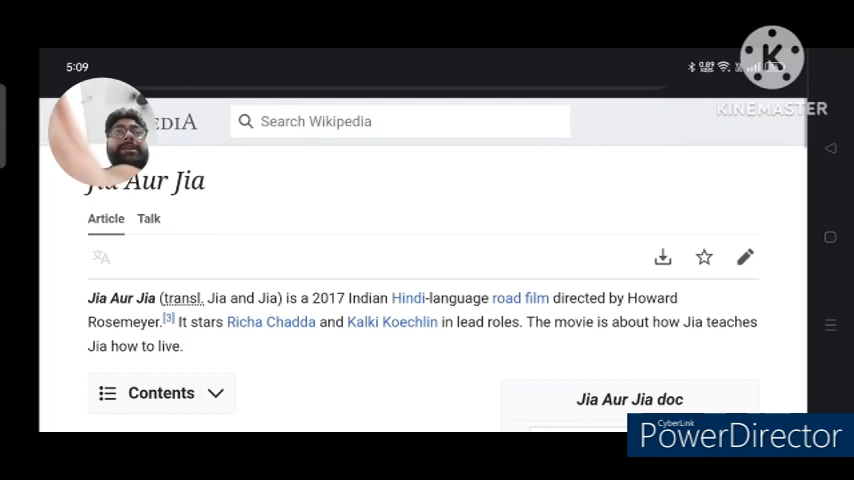 5:09
0.89
KB/S
KINEMASTER
EDIA
Search Wikipedia
Jia Aur Jia
Article Talk
Jia Aur Jia (transl. Jia and Jia) is a 2017 Indian Hindi-language road film directed by Howard
Rosemeyer.[3] It stars Richa Chadda and Kalki Koechlin in lead roles. The movie is about how Jia teaches
Jia how to live.
Contents
Jia Aur Jia doc
CyberLink
PowerDirector